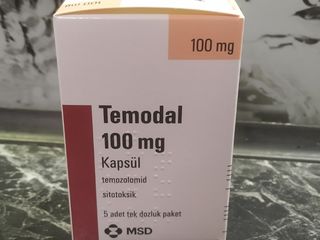 100 mg
Temodal
100 mg
Kapsül
temozolomid
sitotoksik
5 adet tek dozluk paket
MSD